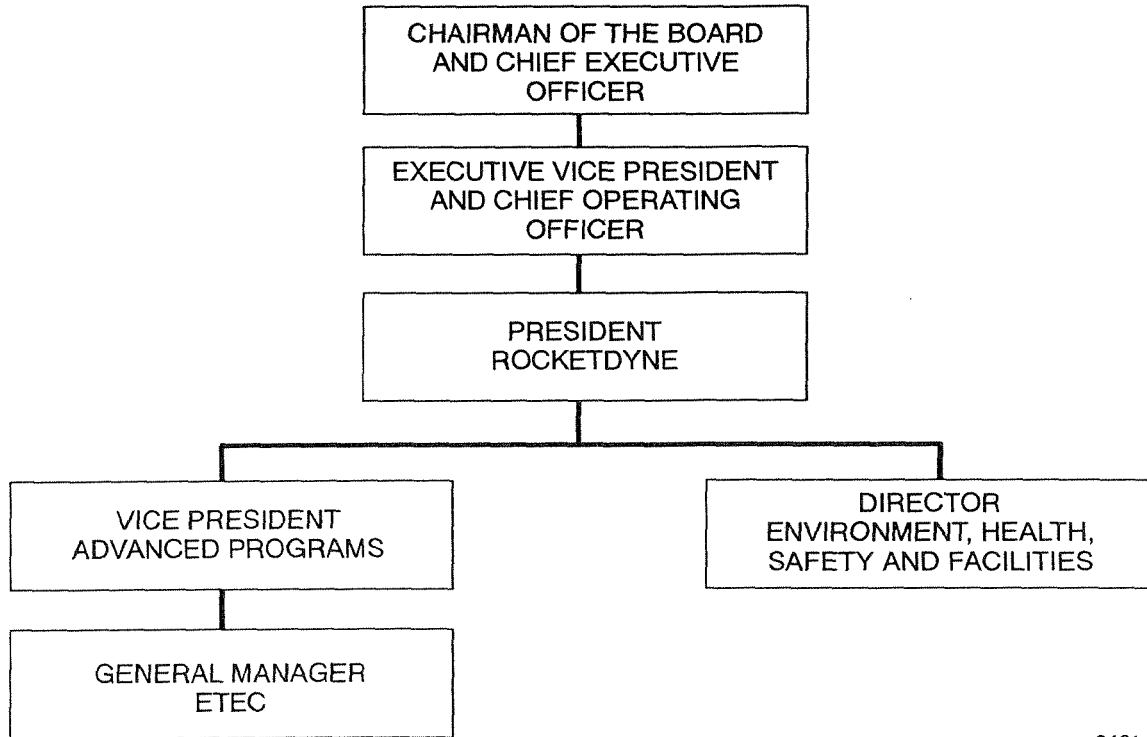 CHAIRMAN OF THE BOARD
AND CHIEF EXECUTIVE
OFFICER
EXECUTIVE VICE PRESIDENT
AND CHIEF OPERATING
OFFICER
PRESIDENT
ROCKETDYNE
VICE PRESIDENT
ADVANCED PROGRAMS
DIRECTOR
ENVIRONMENT, HEALTH,
SAFETY AND FACILITIES
GENERAL MANAGER
ETEC